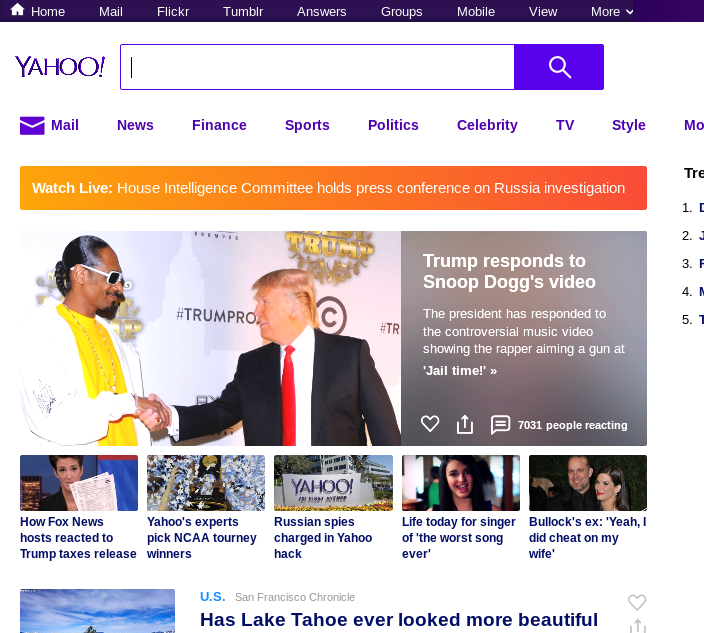 Home Mail Flickr Tumblr Answers Groups Mobile View More
YAHOO!
Mail News Finance Sports Politics Celebrity TV Style Mo
Watch Live: House Intelligence Committee holds press conference on Russia investigation
Tre
1. D
2. J
3. F
4. M
5. T
#TRUMPRO
TRUMP
#TR
Trump responds to
Snoop Dogg's video
The president has responded to
the controversial music video
showing the rapper aiming a gun at
'Jail time!' »
7031 people reacting
YAHOO!
How Fox News
hosts reacted to
Trump taxes release
Yahoo's experts
pick NCAA tourney
winners
Russian spies
charged in Yahoo
hack
Life today for singer
of 'the worst song
ever'
Bullock's ex: 'Yeah, I
did cheat on my
wife'
U.S. San Francisco Chronicle
Has Lake Tahoe ever looked more beautiful